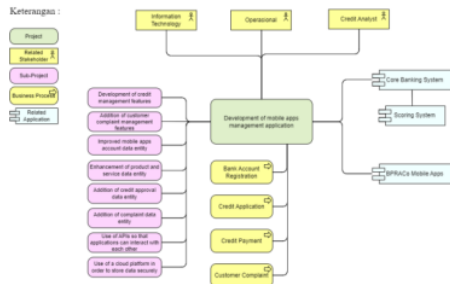 Keterangan :
Project
Related
Stakeholder
Sub-Project
Business Process
Related
Application
Information
Technology
Operasional
Credit Analyst
Development of credit
management features
Addition of customer
complaint management
features
Improved mobile apps
account data entity
Enhancement of product and
service data entity
Addition of credit approval
data entity
Addition of complaint data
entity
Use of APIs so that
applications can interact with
each other
Use of a cloud platform in
order to store data securely
Development of mobile apps
management application
Bank Account
Registration
Credit Application
Credit Payment
Customer Complaint
Core Banking System
Scoring System
BPRACo Mobile Apps